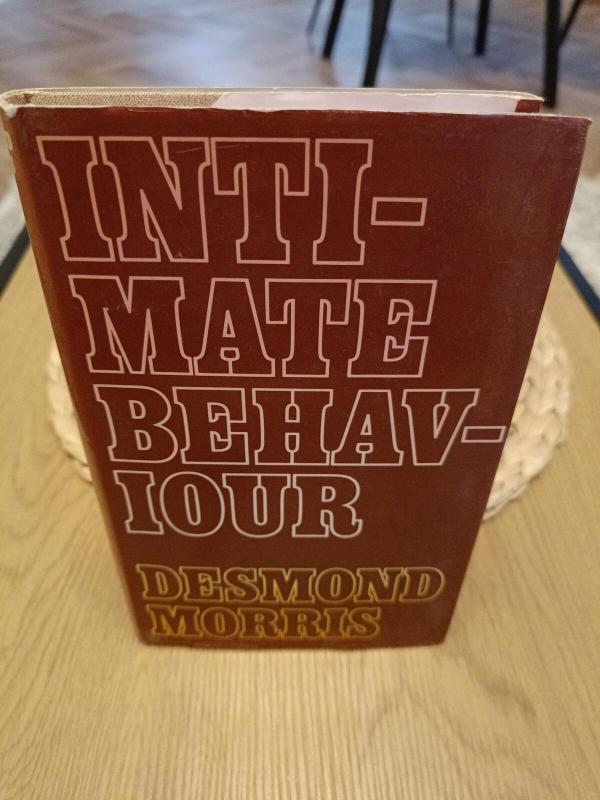 INTI-
MATE
BEHAV-
IOUR
DESMOND
MORRIS